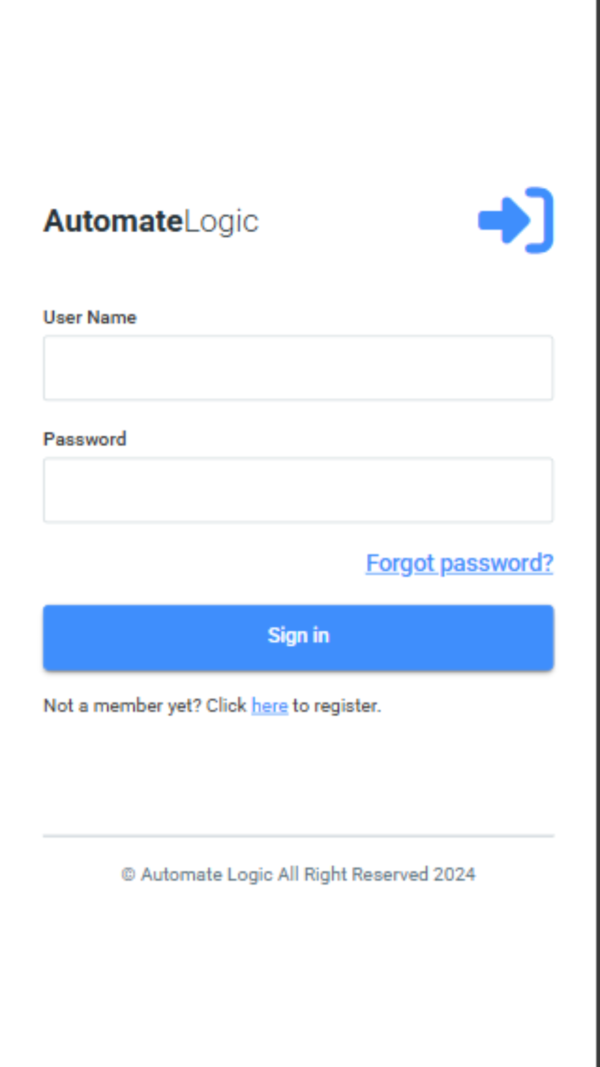 AutomateLogic
User Name
Password
Forgot password?
Sign in
Not a member yet? Click here to register.
© Automate Logic All Right Reserved 2024